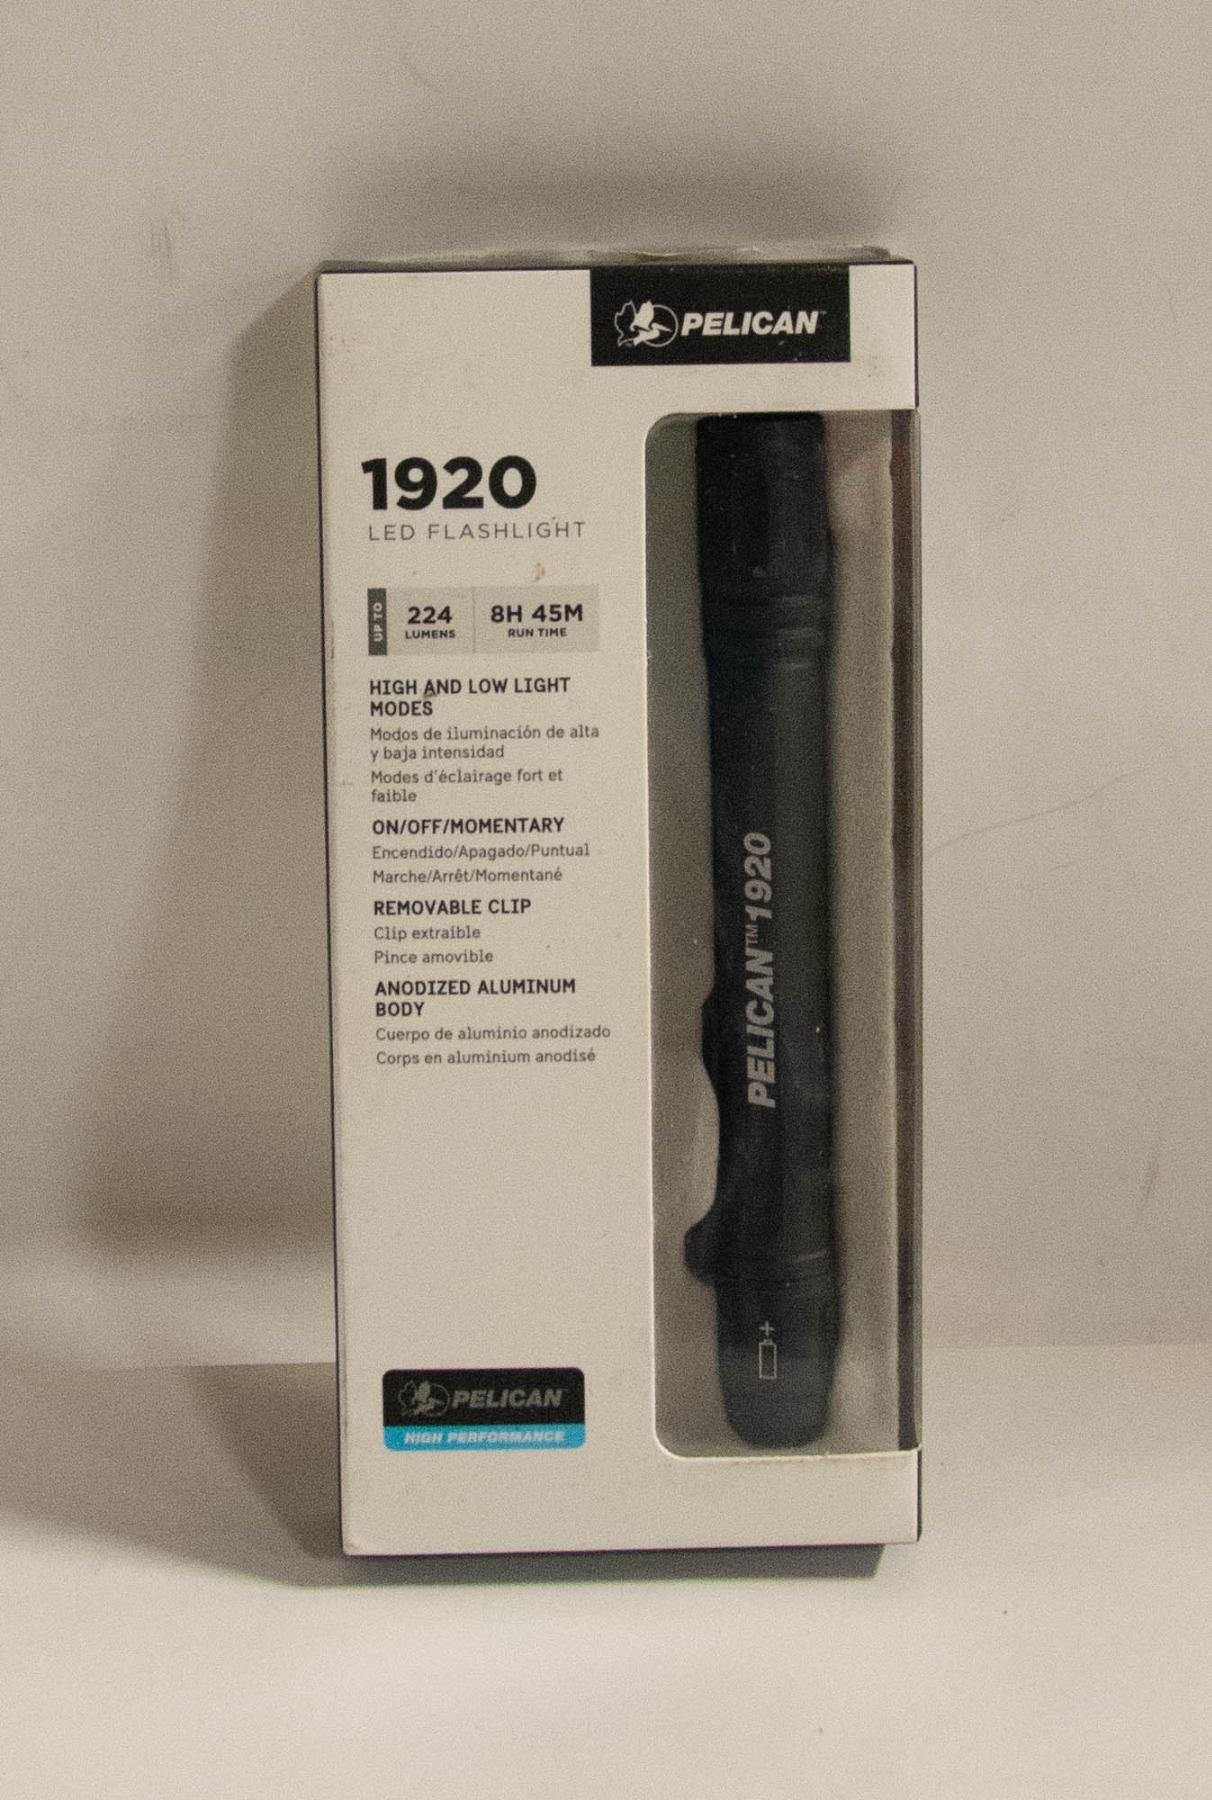 PELICAN™
1920
LED FLASHLIGHT
UP TO
224
LUMENS
8H 45M
RUN TIME
HIGH AND LOW LIGHT
MODES
Modos de iluminación de alta
y baja intensidad
Modes d'éclairage fort et
faible
ON/OFF/MOMENTARY
Encendido/Apagado/Puntual
Marche/Arrêt/Momentané
REMOVABLE CLIP
Clip extraíble
Pince amovible
ANODIZED ALUMINUM
BODY
Cuerpo de aluminio anodizado
Corps en aluminium anodisé
PELICAN™1920
+
PELICAN™
HIGH PERFORMANCE